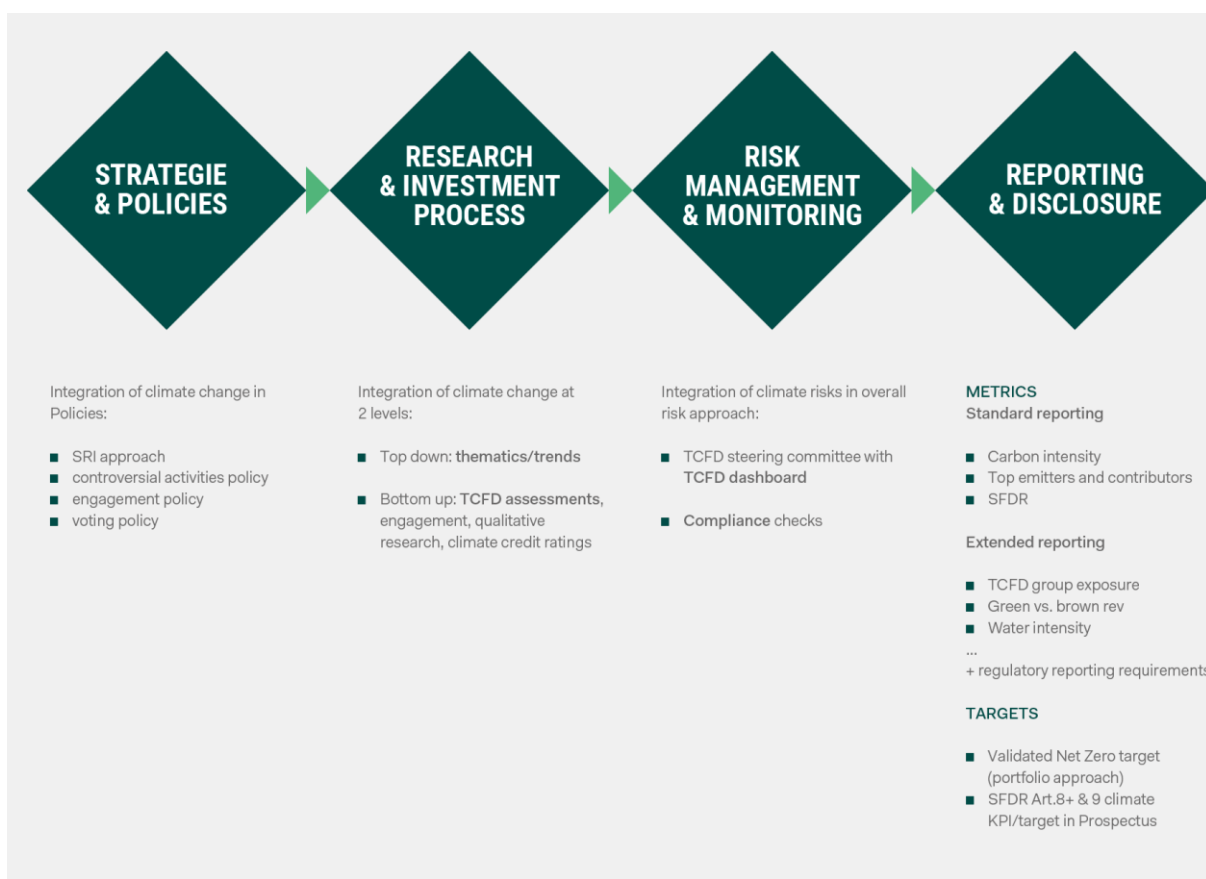 STRATEGIE
& POLICIES
RESEARCH
& INVESTMENT
PROCESS
RISK
MANAGEMENT
& MONITORING
REPORTING
& DISCLOSURE
Integration of climate change in
Policies:
SRI approach
controversial activities policy
engagement policy
voting policy
Integration of climate change at
2 levels:
Top down: thematics/trends
Bottom up: TCFD assessments,
engagement, qualitative
research, climate credit ratings
Integration of climate risks in overall
risk approach:
TCFD steering committee with
TCFD dashboard
Compliance checks
METRICS
Standard reporting
Carbon intensity
Top emitters and contributors
SFDR
Extended reporting
TCFD group exposure
Green vs. brown rev
Water intensity
...
+ regulatory reporting requirements
TARGETS
Validated Net Zero target
(portfolio approach)
SFDR Art.8+ & 9 climate
KPI/target in Prospectus